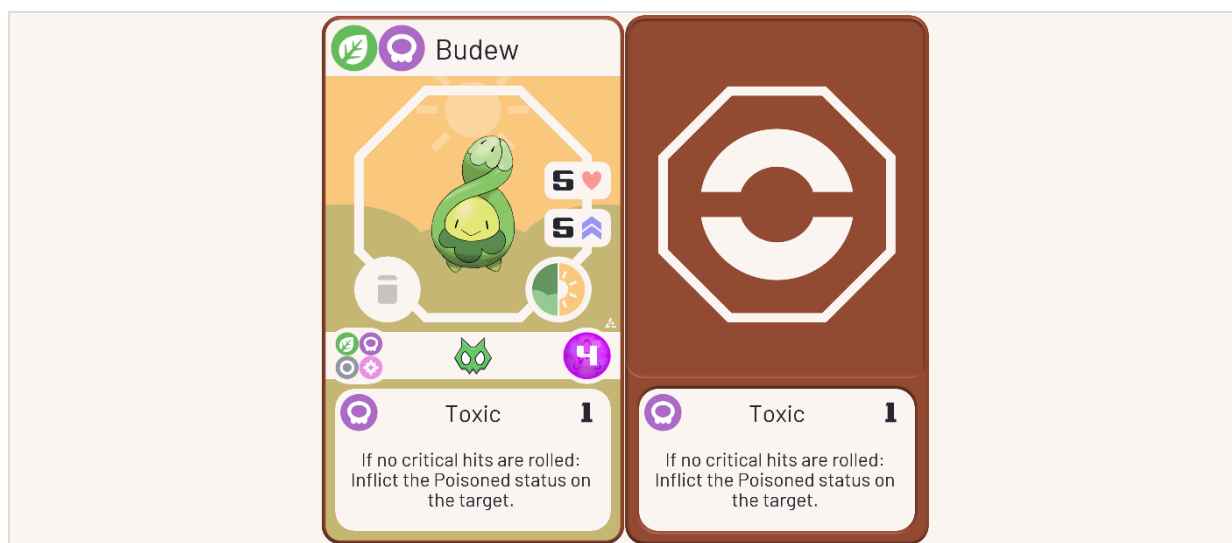 Budew
5
5
4
Toxic 1
If no critical hits are rolled:
Inflict the Poisoned status on
the target.
Toxic 1
If no critical hits are rolled:
Inflict the Poisoned status on
the target.